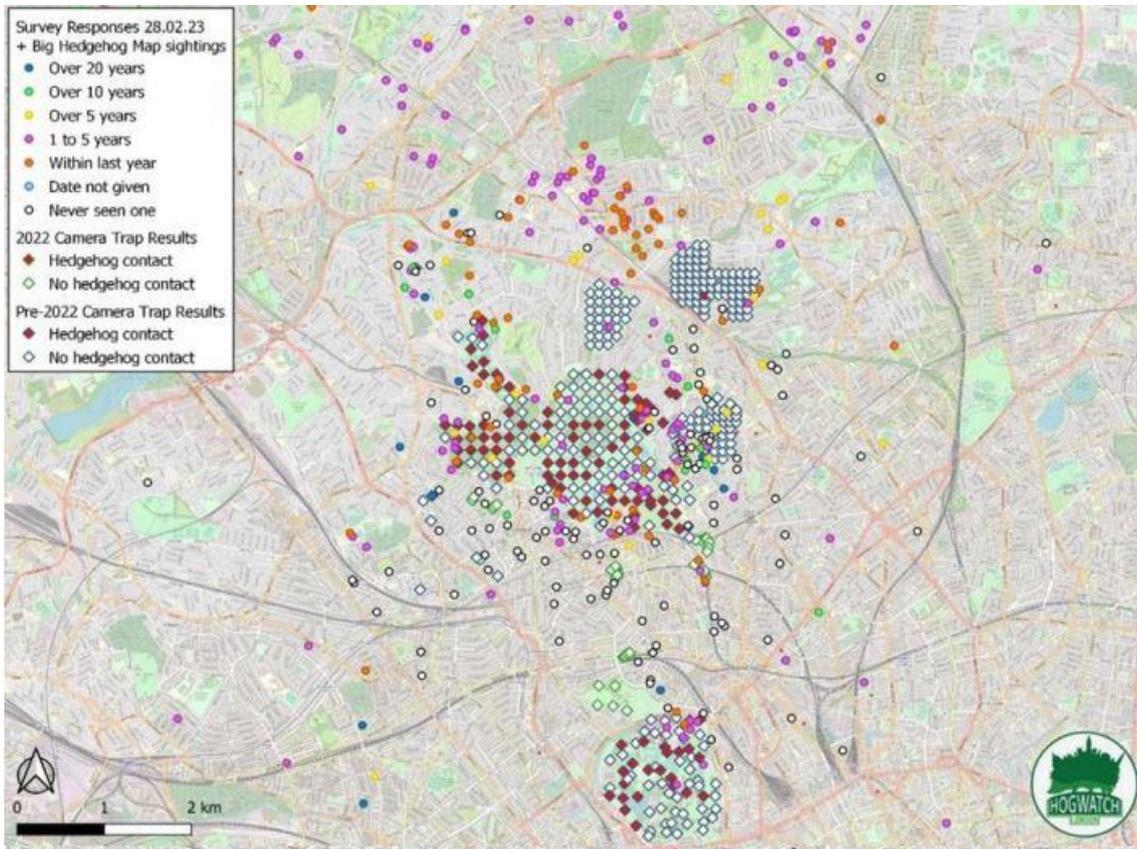 Survey Responses 28.02.23
+ Big Hedgehog Map sightings
Over 20 years
Over 10 years
Over 5 years
1 to 5 years
Within last year
Date not given
Never seen one
2022 Camera Trap Results
Hedgehog contact
No hedgehog contact
Pre-2022 Camera Trap Results
Hedgehog contact
No hedgehog contact
0 1 2 km
HOGWATCH
LONDON